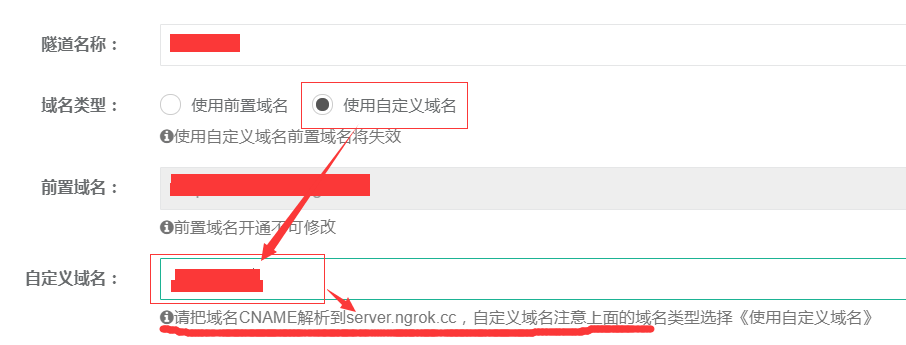 隧道名称：
域名类型：  使用前置域名  使用自定义域名
使用自定义域名前置域名将失效
前置域名：
前置域名开通不可修改
自定义域名：
请把域名CNAME解析到server.ngrok.cc，自定义域名注意上面的域名类型选择《使用自定义域名》